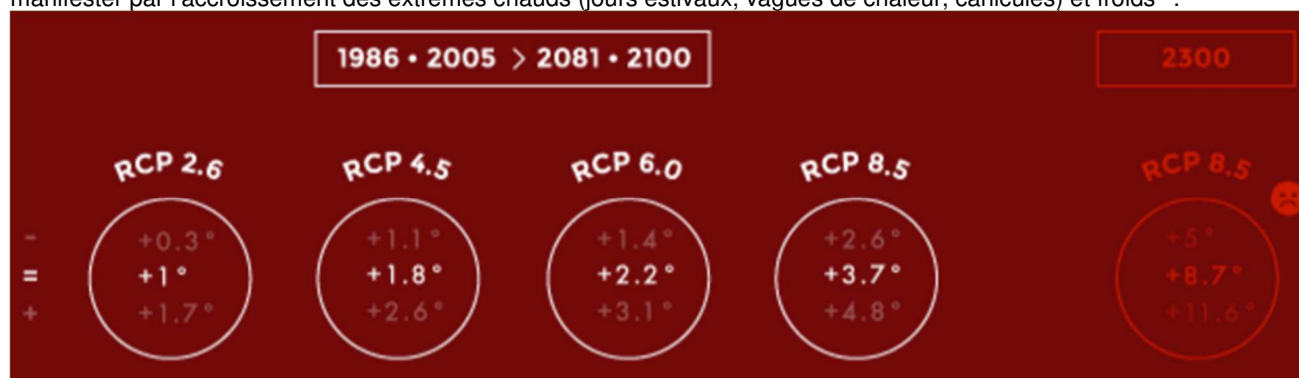 manifester par l'accroissement des extrêmes chauds (jours estivaux, vagues de chaleur, canicules) et froids
1986 • 2005 > 2081 • 2100
2300
RCP 2.6 RCP 4.5 RCP 6.0 RCP 8.5 RCP 8.5
- +0.3° +1.1° +1.4° +2.6° +5°
= +1° +1.8° +2.2° +3.7° +8.7°
+ +1.7° +2.6° +3.1° +4.8° +11.6°